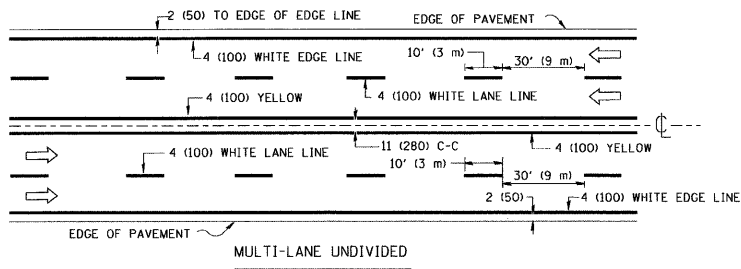 2 (50) TO EDGE OF EDGE LINE
EDGE OF PAVEMENT
4 (100) WHITE EDGE LINE
10' (3 m)
30' (9 m)
4 (100) YELLOW
4 (100) WHITE LANE LINE
℄
4 (100) WHITE LANE LINE
11 (280) C-C
4 (100) YELLOW
10' (3 m)
30' (9 m)
2 (50)
4 (100) WHITE EDGE LINE
EDGE OF PAVEMENT
MULTI-LANE UNDIVIDED